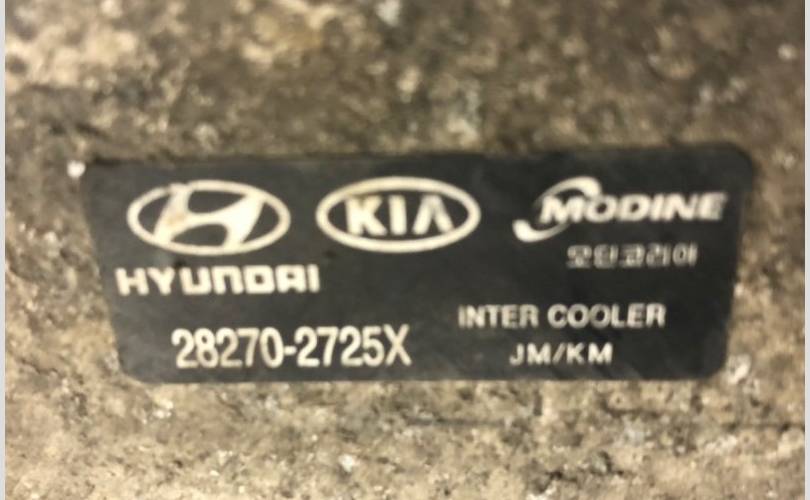 KIA MODINE
모딘코리아
HYUNDAI
INTER COOLER
28270-2725X
JM/KM